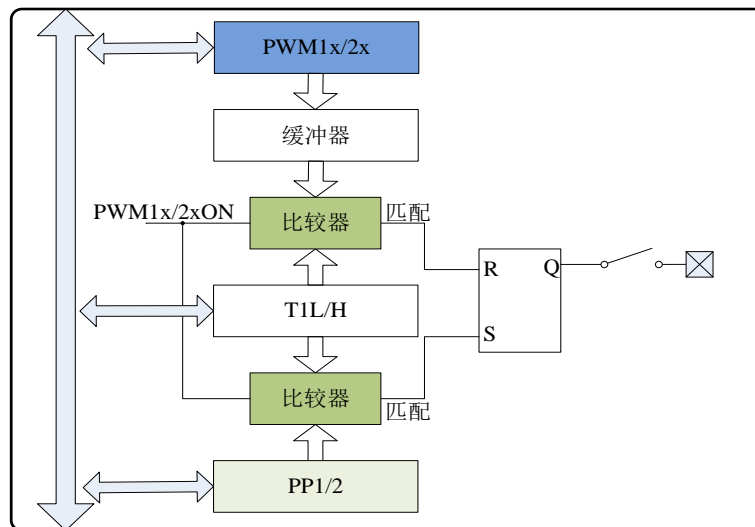 PWM1x/2x
缓冲器
PWM1x/2xON
比较器
匹配
R
Q
T1L/H
S
比较器
匹配
PP1/2